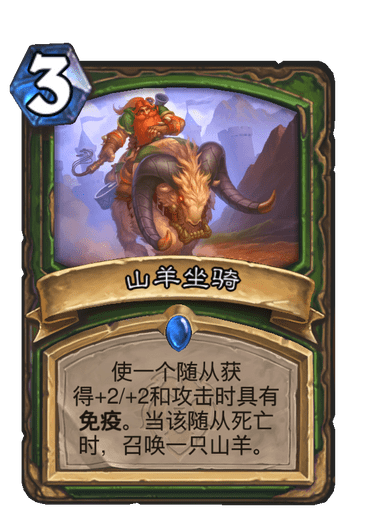 3
山羊坐骑
使一个随从获
得+2/+2和攻击时具有
免疫。当该随从死亡
时，召唤一只山羊。